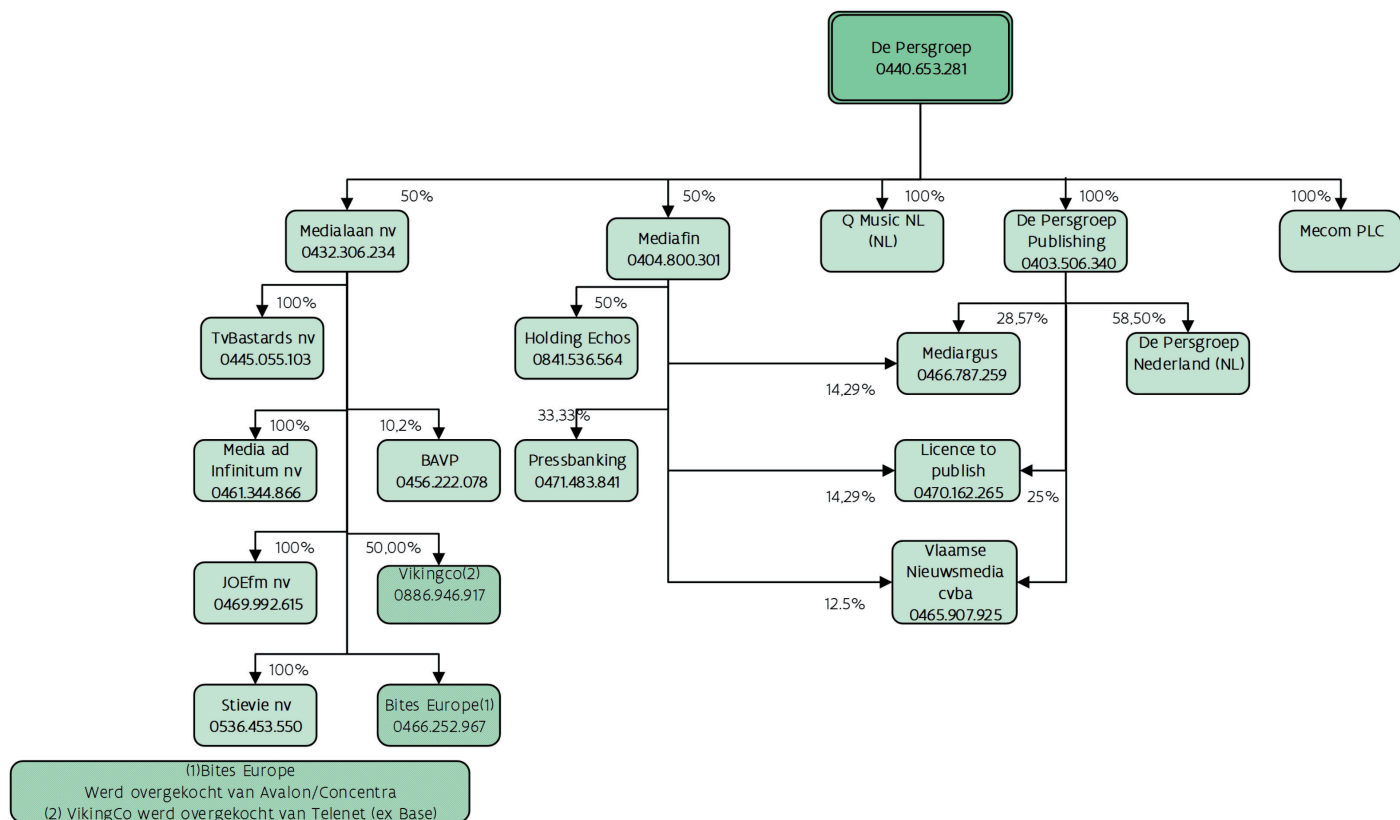 De Persgroep
0440.653.281
50%
50%
100%
100%
100%
Medialaan nv
0432.306.234
Mediafin
0404.800.301
Q Music NL
(NL)
De Persgroep
Publishing
0403.506.340
Mecom PLC
100%
50%
28,57%
58,50%
TvBastards nv
0445.055.103
Holding Echos
0841.536.564
Mediargus
0466.787.259
De Persgroep
Nederland (NL)
14,29%
100%
10,2%
33,33%
Media ad
Infinitum nv
0461.344.866
BAVP
0456.222.078
Pressbanking
0471.483.841
Licence to
publish
0470.162.265
14,29%
25%
100%
50,00%
JOEfm nv
0469.992.615
Vikingco(2)
0886.946.917
Vlaamse
Nieuwsmedia
cvba
0465.907.925
12.5%
100%
Stievie nv
0536.453.550
Bites Europe(1)
0466.252.967
(1)Bites Europe
Werd overgekocht van Avalon/Concentra
(2) VikingCo werd overgekocht van Telenet (ex Base)